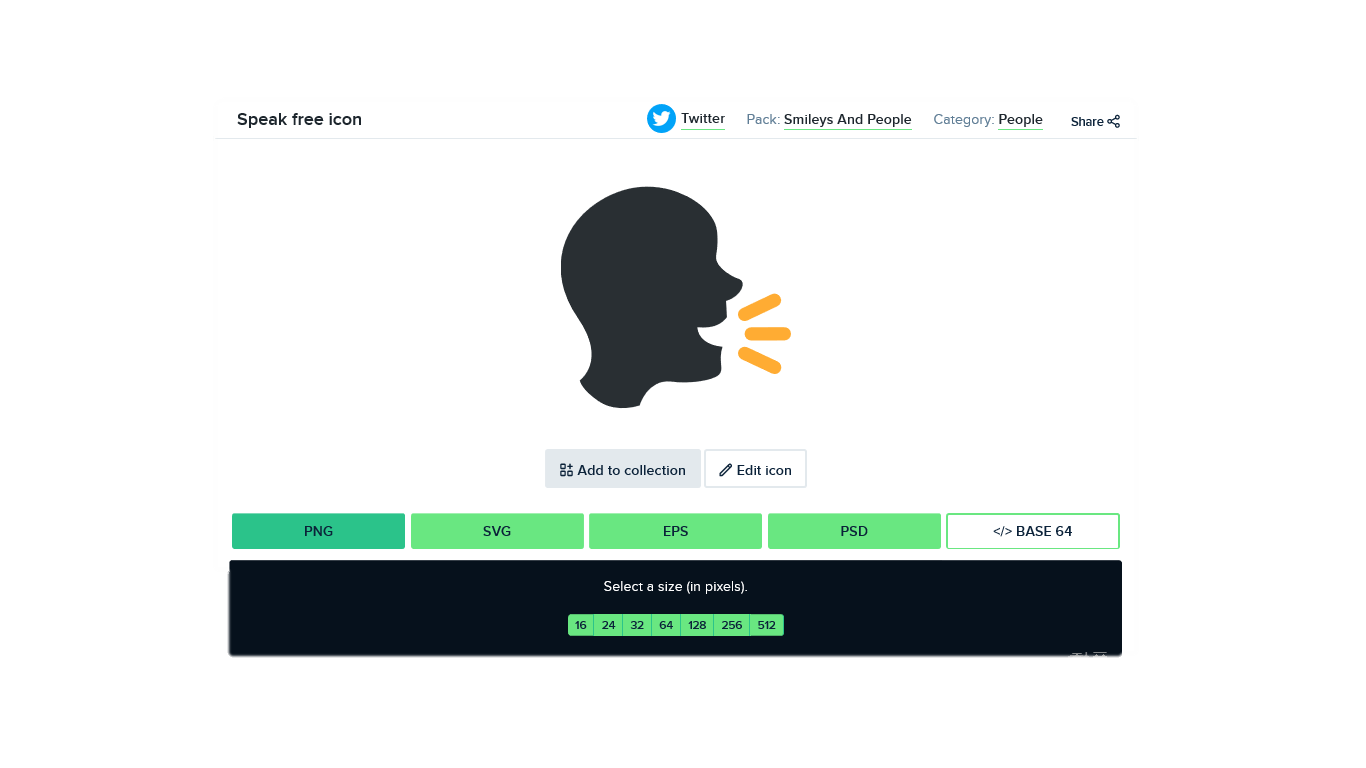 Speak free icon
Twitter Pack: Smileys And People Category: People Share
Add to collection Edit icon
PNG SVG EPS PSD </> BASE 64
Select a size (in pixels).
16 24 32 64 128 256 512